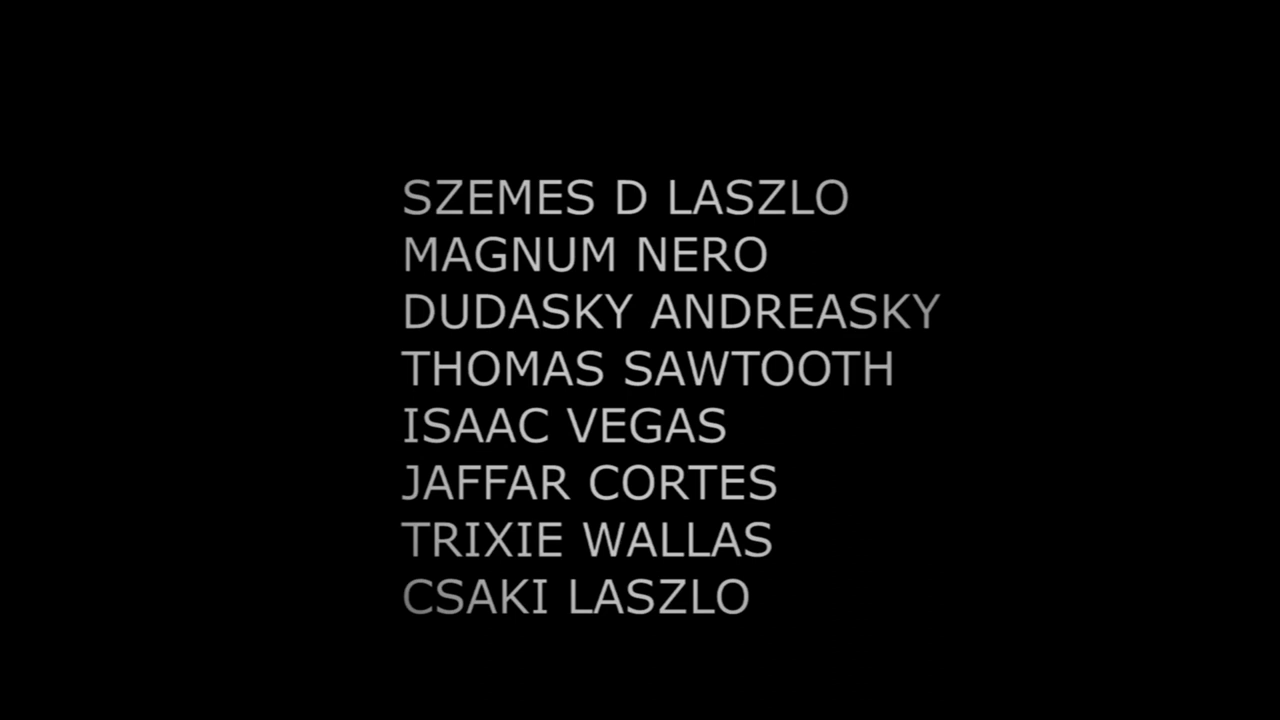 SZEMES D LASZLO
MAGNUM NERO
DUDASKY ANDREASKY
THOMAS SAWTOOTH
ISAAC VEGAS
JAFFAR CORTES
TRIXIE WALLAS
CSAKI LASZLO